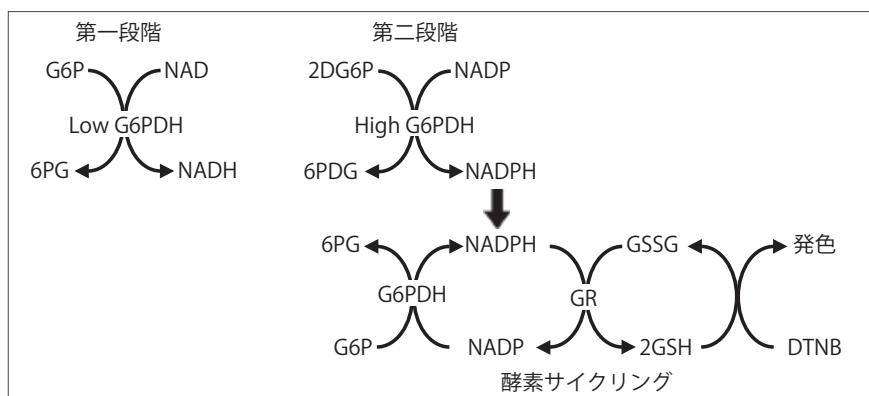 第一段階 第二段階
G6P NAD 2DG6P NADP
Low G6PDH High G6PDH
6PG NADH 6PDG NADPH
6PG NADPH GSSG 発色
G6PDH GR
G6P NADP 2GSH DTNB
酵素サイクリング